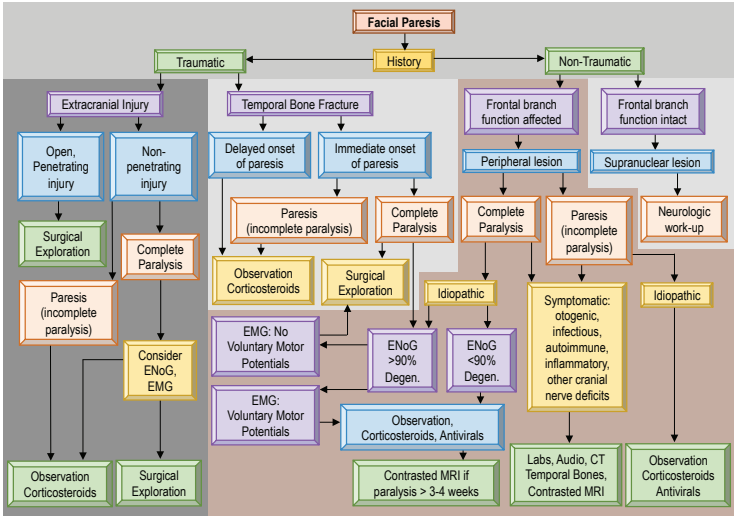 Facial Paresis
Traumatic
History
Non-Traumatic
Extracranial Injury
Temporal Bone Fracture
Frontal branch
function affected
Frontal branch
function intact
Open,
Penetrating
injury
Non-
penetrating
injury
Delayed onset
of paresis
Immediate onset
of paresis
Peripheral lesion
Supranuclear lesion
Surgical
Exploration
Complete
Paralysis
Paresis
(incomplete paralysis)
Complete
Paralysis
Complete
Paralysis
Paresis
(incomplete
paralysis)
Neurologic
work-up
Observation
Corticosteroids
Surgical
Exploration
Paresis
(incomplete
paralysis)
Idiopathic
Symptomatic:
otogenic,
infectious,
autoimmune,
inflammatory,
other cranial
nerve deficits
Idiopathic
Consider
ENoG,
EMG
EMG: No
Voluntary Motor
Potentials
ENoG
>90%
Degen.
ENoG
<90%
Degen.
EMG:
Voluntary Motor
Potentials
Observation,
Corticosteroids, Antivirals
Observation
Corticosteroids
Surgical
Exploration
Contrasted MRI if
paralysis > 3-4 weeks
Labs, Audio, CT
Temporal Bones,
Contrasted MRI
Observation
Corticosteroids
Antivirals